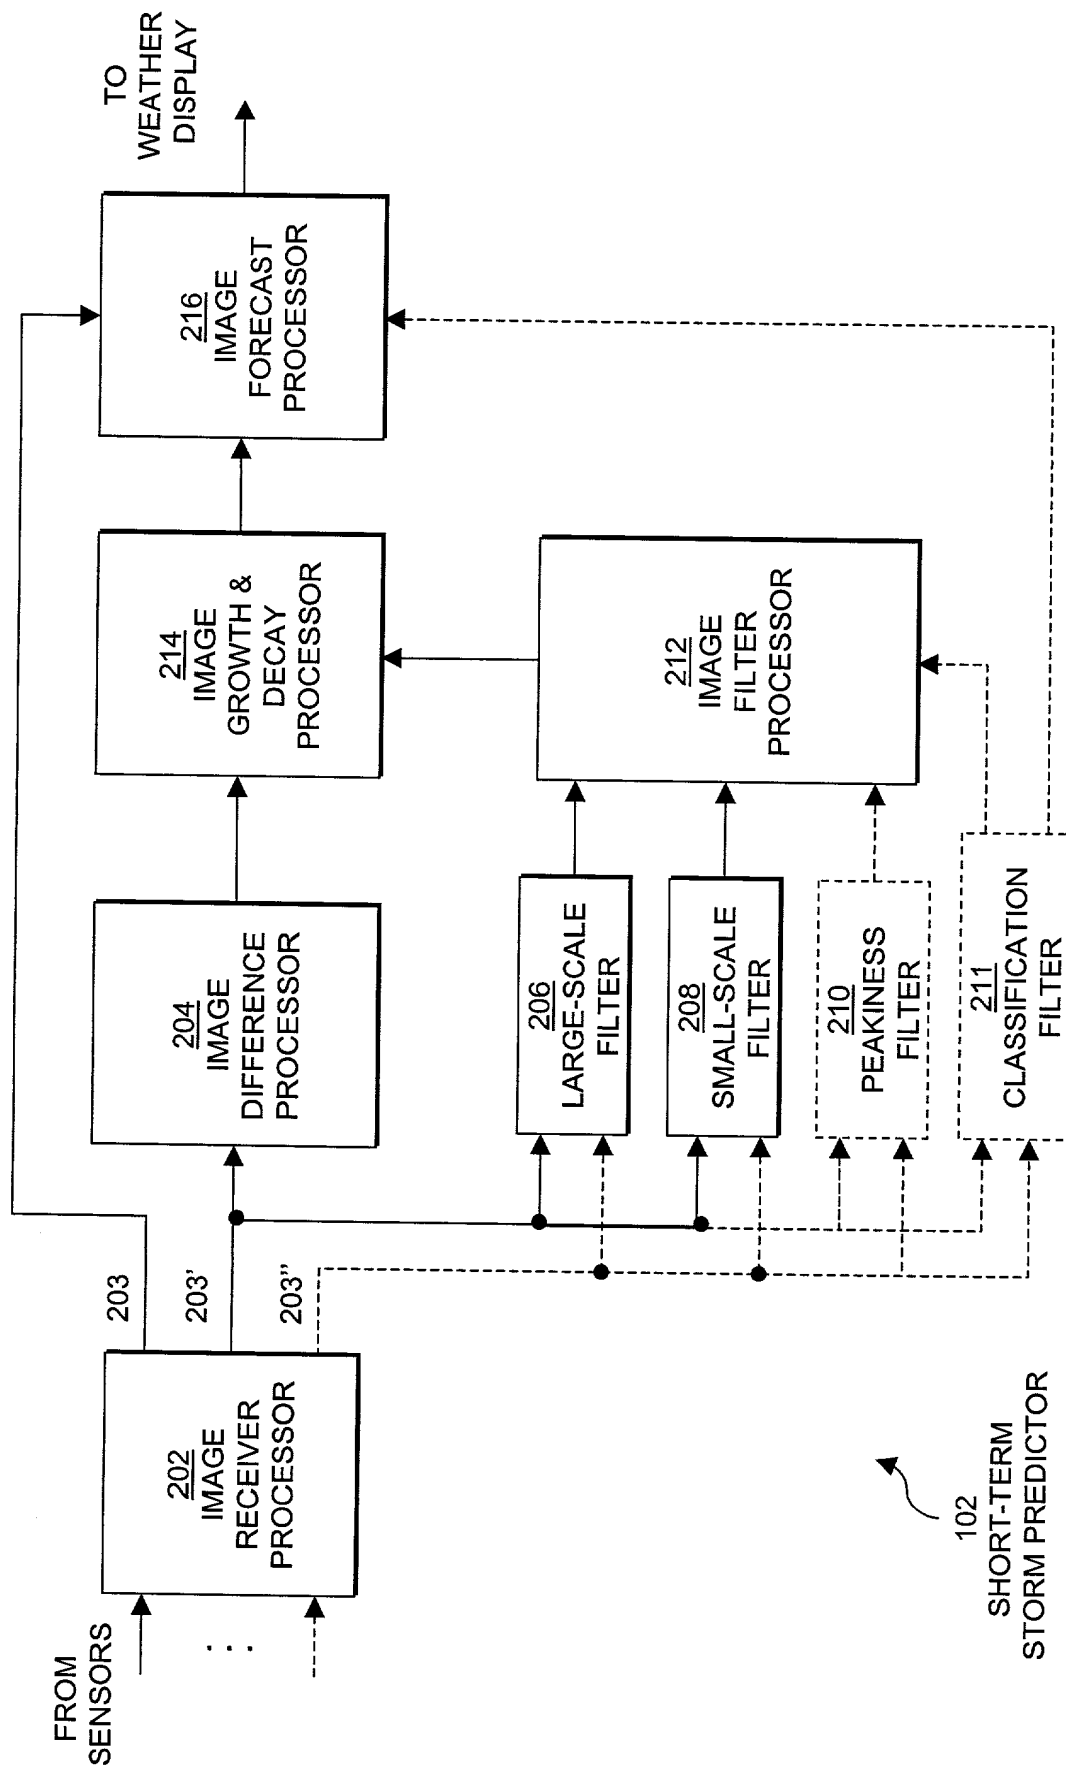 FROM
SENSORS
. . .
202
IMAGE
RECEIVER
PROCESSOR
203
203'
203''
204
IMAGE
DIFFERENCE
PROCESSOR
214
IMAGE
GROWTH &
DECAY
PROCESSOR
216
IMAGE
FORECAST
PROCESSOR
TO
WEATHER
DISPLAY
206
LARGE-SCALE
FILTER
208
SMALL-SCALE
FILTER
210
PEAKINESS
FILTER
211
CLASSIFICATION
FILTER
212
IMAGE
FILTER
PROCESSOR
102
SHORT-TERM
STORM PREDICTOR